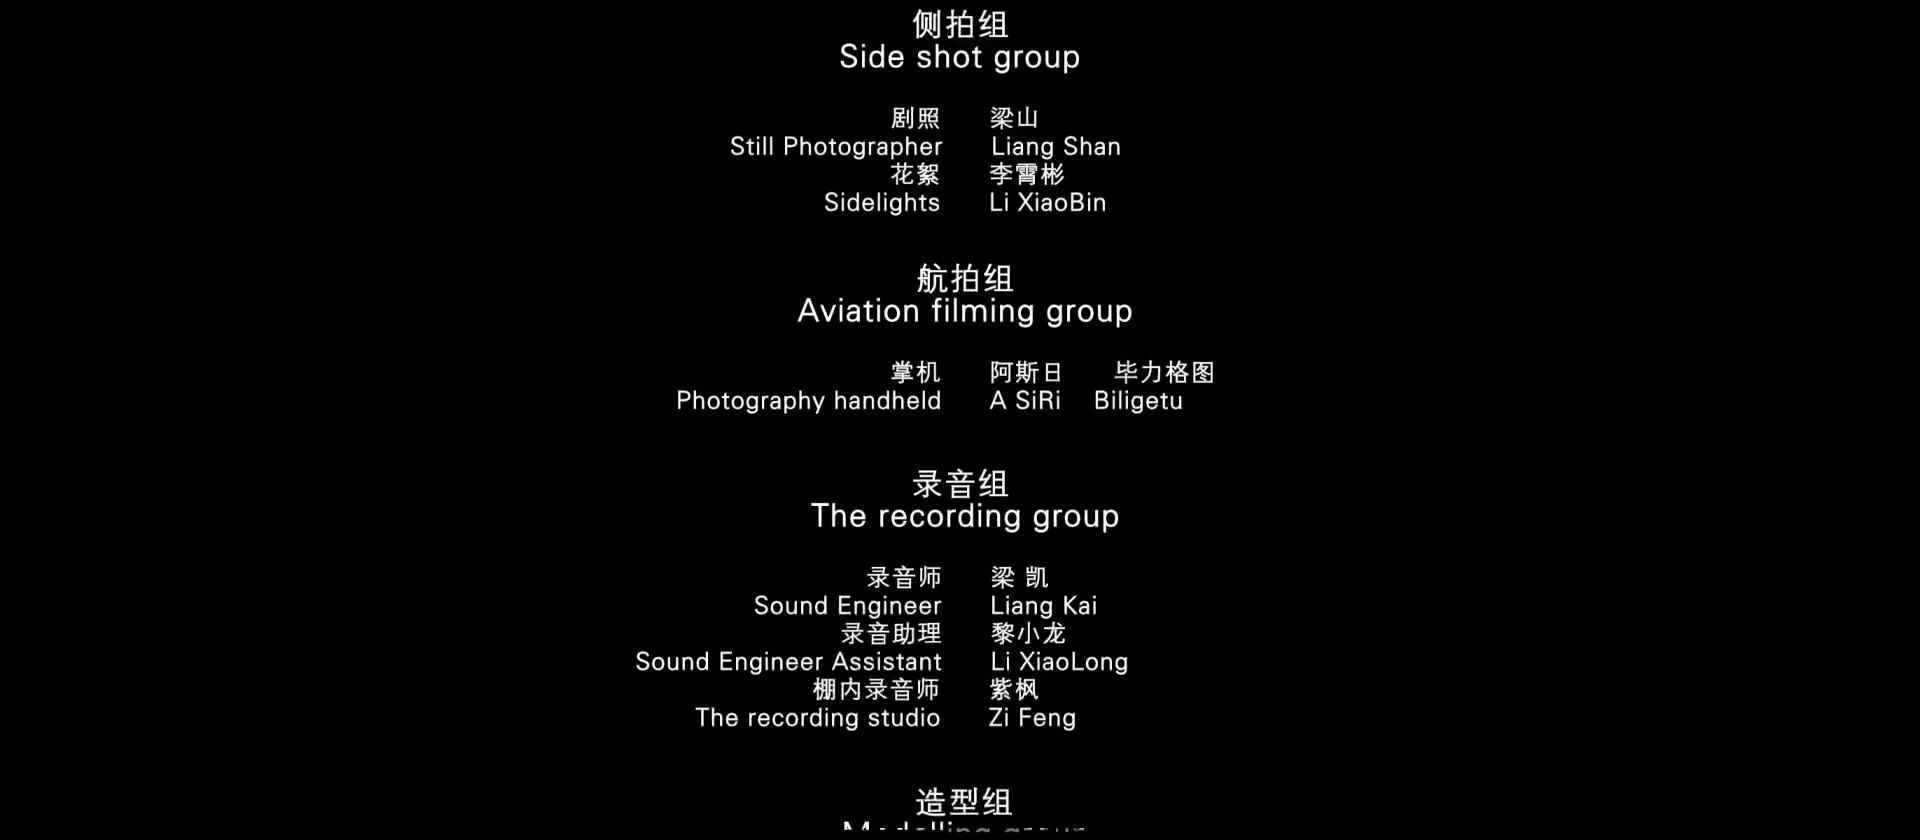 侧拍组
Side shot group
剧照 梁山
Still Photographer Liang Shan
花絮 李霄彬
Sidelights Li XiaoBin
航拍组
Aviation filming group
掌机 阿斯日 毕力格图
Photography handheld A SiRi Biligetu
录音组
The recording group
录音师 梁 凯
Sound Engineer Liang Kai
录音助理 黎小龙
Sound Engineer Assistant Li XiaoLong
棚内录音师 紫枫
The recording studio Zi Feng
造型组